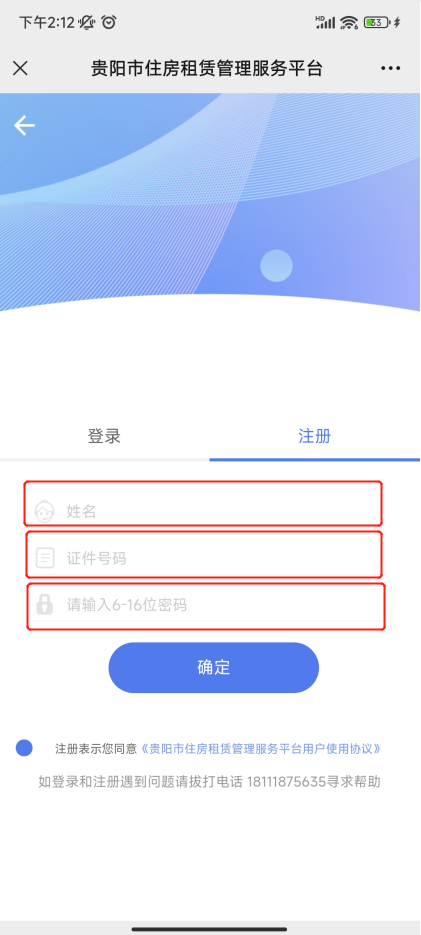 下午2:12
HD
33
贵阳市住房租赁管理服务平台
登录
注册
姓名
证件号码
请输入6-16位密码
确定
注册表示您同意《贵阳市住房租赁管理服务平台用户使用协议》
如登录和注册遇到问题请拨打电话 18111875635寻求帮助